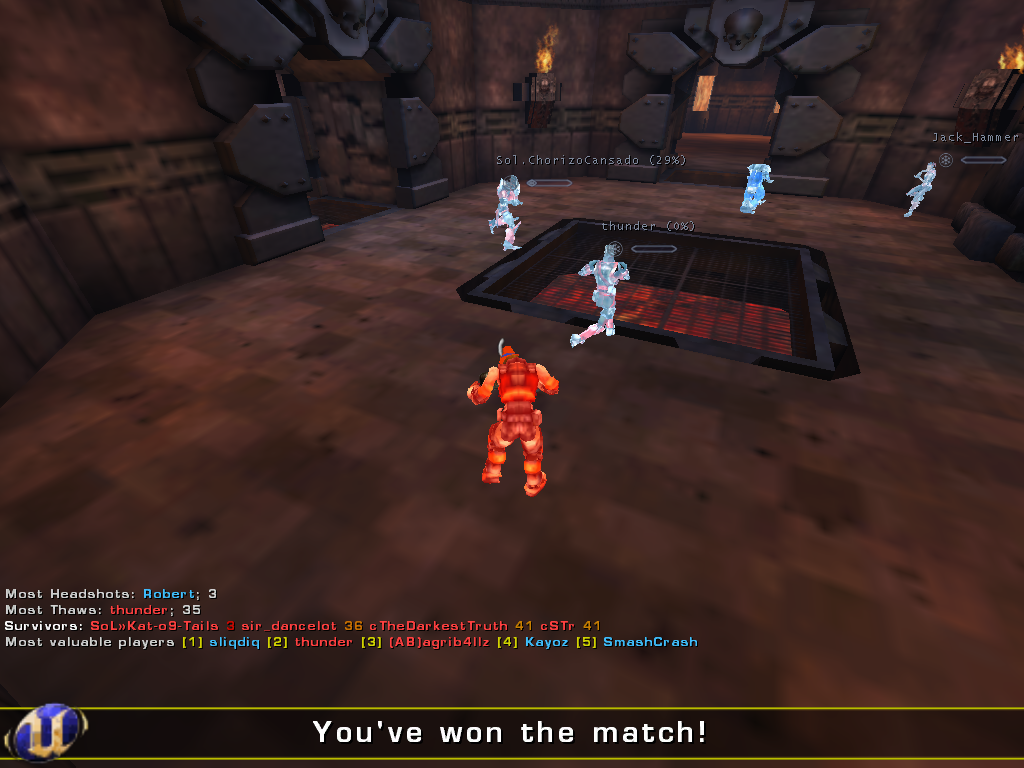 Jack_Hammer
Sol.ChorizoCansado (29%)
thunder (0%)
Most Headshots: Robert; 3
Most Thaws: thunder; 35
Survivors: SoL»Kat-o9-Tails 3 sir_dancelot 36 cTheDarkestTruth 41 cSTr 41
Most valuable players [1] sliqdiq [2] thunder [3] [AB]agrib4llz [4] Kayoz [5] SmashCrash
You've won the match!